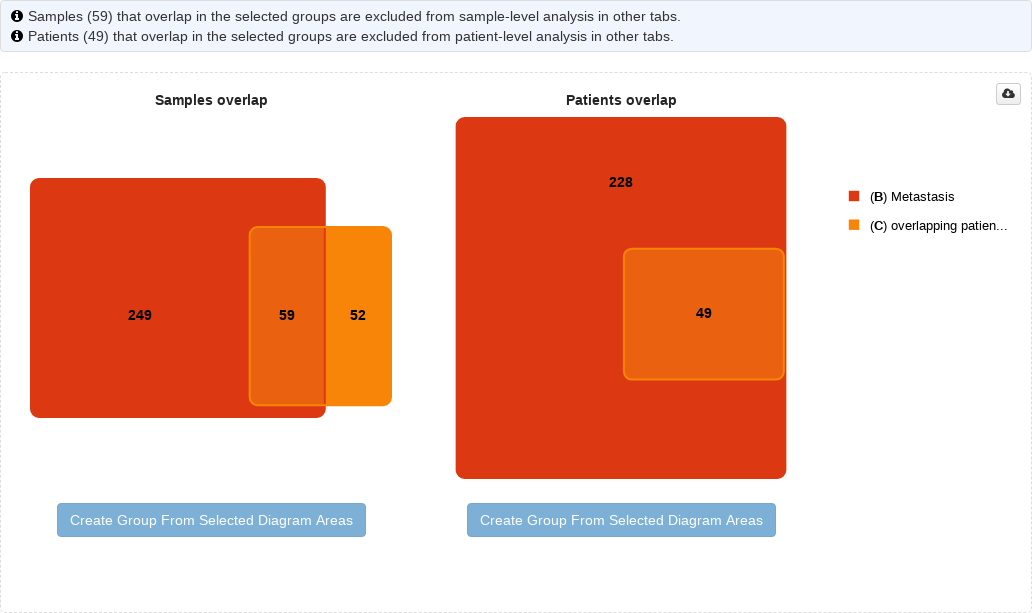 Samples (59) that overlap in the selected groups are excluded from sample-level analysis in other tabs.
Patients (49) that overlap in the selected groups are excluded from patient-level analysis in other tabs.
Samples overlap
249
59
52
Create Group From Selected Diagram Areas
Patients overlap
228
49
Create Group From Selected Diagram Areas
(B) Metastasis
(C) overlapping patien...